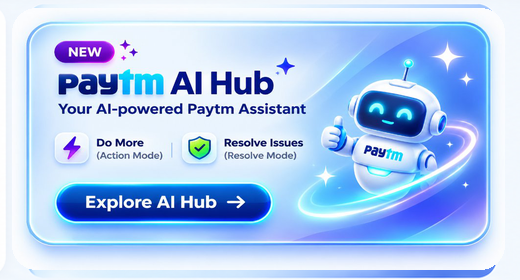 NEW
paytm AI Hub
Your AI-powered Paytm Assistant
Do More
(Action Mode)
Resolve Issues
(Resolve Mode)
Explore AI Hub →
paytm